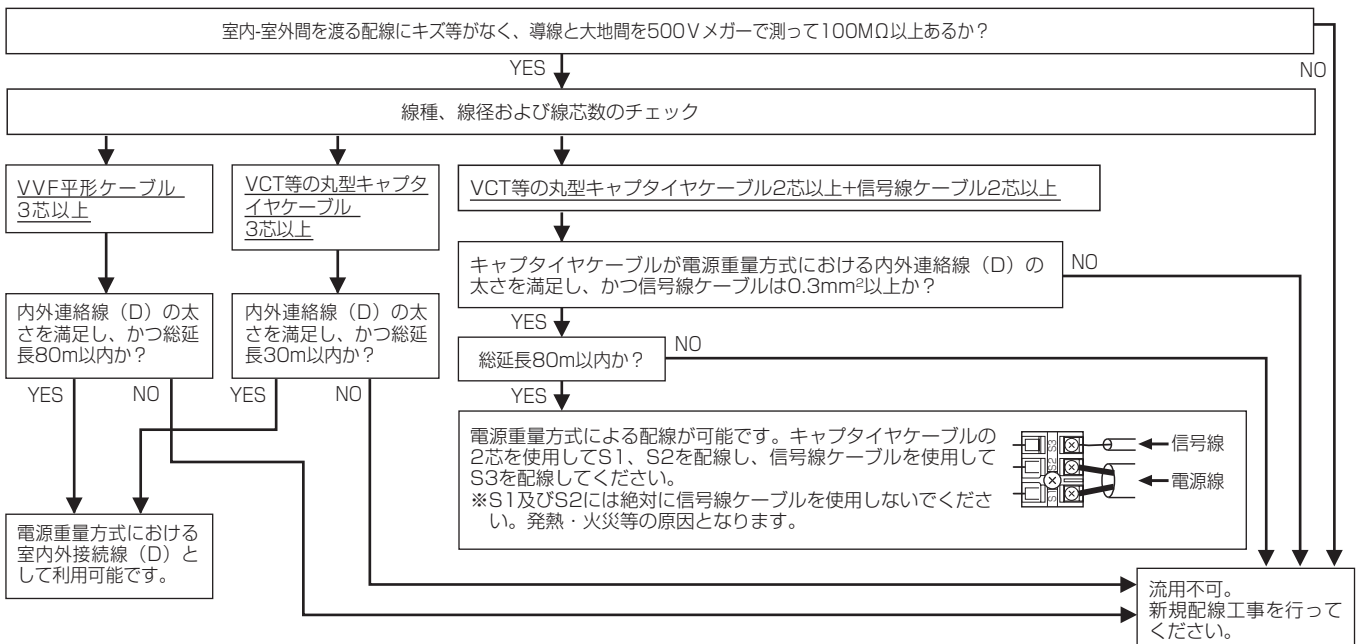 室内-室外間を渡る配線にキズ等がなく、導線と大地間を500Vメガーで測って100MΩ以上あるか？
YES
NO
線種、線径および線芯数のチェック
VVF平形ケーブル
3芯以上
VCT等の丸型キャプタ
イヤケーブル
3芯以上
VCT等の丸型キャプタイヤケーブル2芯以上+信号線ケーブル2芯以上
キャプタイヤケーブルが電源重量方式における内外連絡線（D）の
太さを満足し、かつ信号線ケーブルは0.3mm²以上か？
NO
内外連絡線（D）の太
さを満足し、かつ総延
長80m以内か？
内外連絡線（D）の太
さを満足し、かつ総延
長30m以内か？
YES
総延長80m以内か？
NO
YES
NO
YES
NO
YES
電源重量方式による配線が可能です。キャプタイヤケーブルの
2芯を使用してS1、S2を配線し、信号線ケーブルを使用して
S3を配線してください。
※S1及びS2には絶対に信号線ケーブルを使用しないでくださ
い。発熱・火災等の原因となります。
S3
S2
S1
信号線
電源線
電源重量方式における
室内外接続線（D）と
して利用可能です。
流用不可。
新規配線工事を行って
ください。